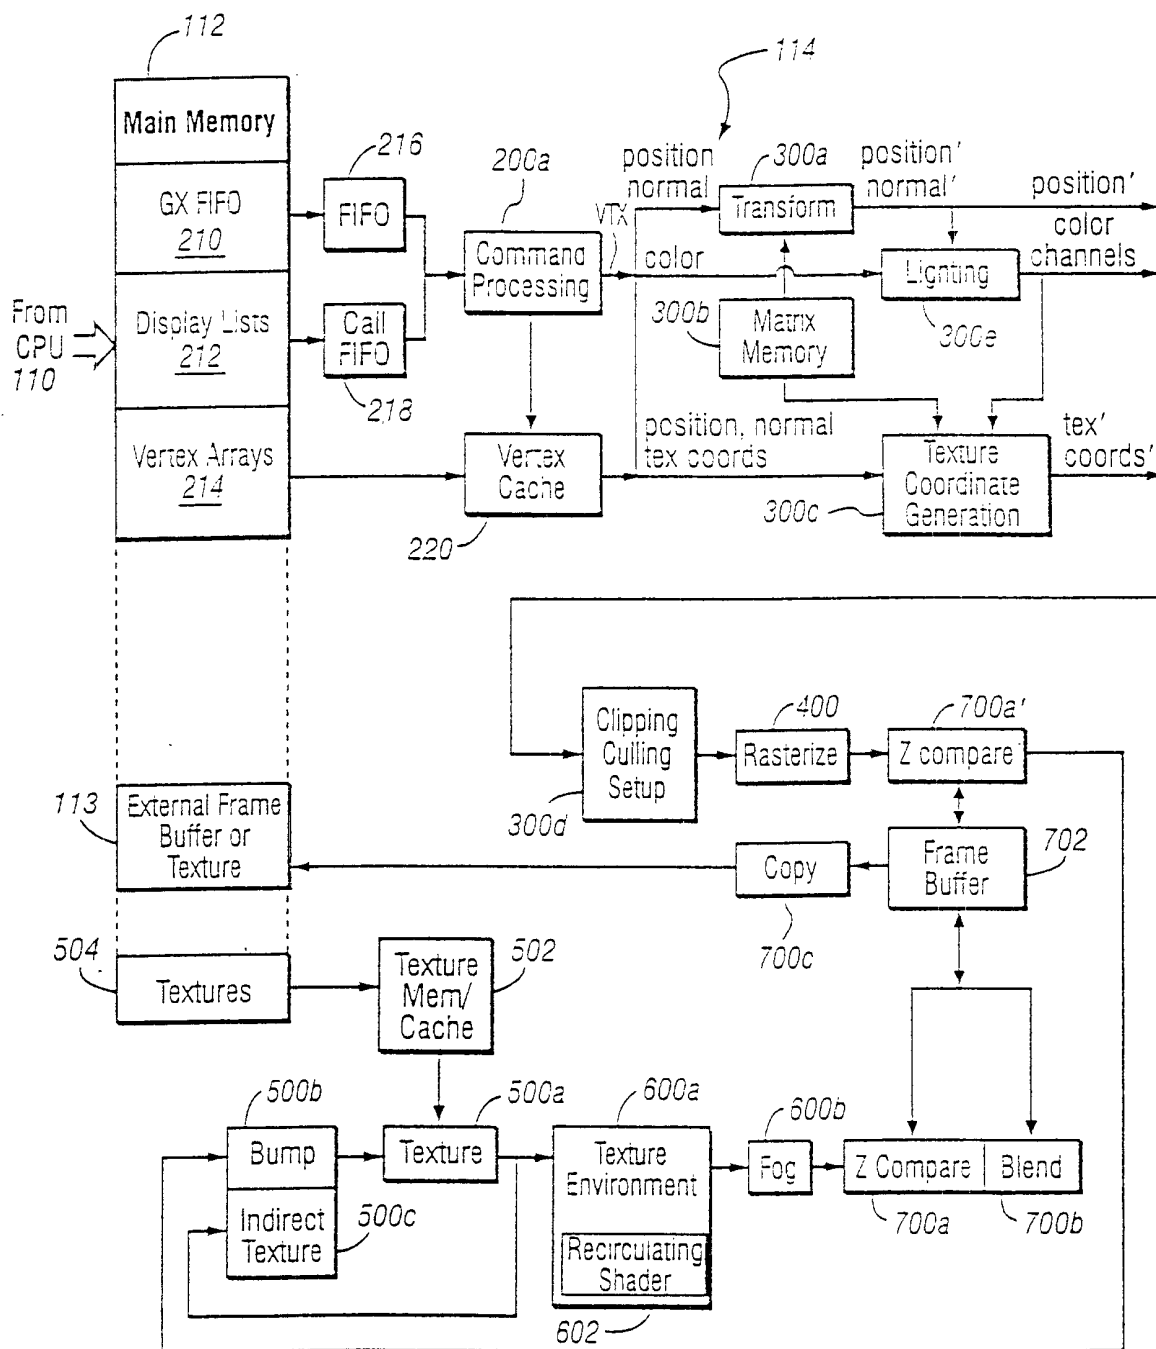 112
114
Main Memory
216
200a
position
normal
300a
position'
normal'
position'
GX FIFO
210
FIFO
VTX
Transform
color
channels
Command
Processing
color
Lighting
From
CPU
110
Display Lists
212
Call
FIFO
218
300b
Matrix
Memory
300e
Vertex Arrays
214
Vertex
Cache
220
position, normal
tex coords
Texture
Coordinate
Generation
300c
tex'
coords'
Clipping
Culling
Setup
300d
400
Rasterize
700a'
Z compare
113
External Frame
Buffer or
Texture
Copy
700c
Frame
Buffer
702
504
Textures
Texture
Mem/
Cache
502
500b
500a
600a
600b
Bump
Texture
Texture
Environment
Fog
Z Compare
Blend
700a
700b
Indirect
Texture
500c
Recirculating
Shader
602